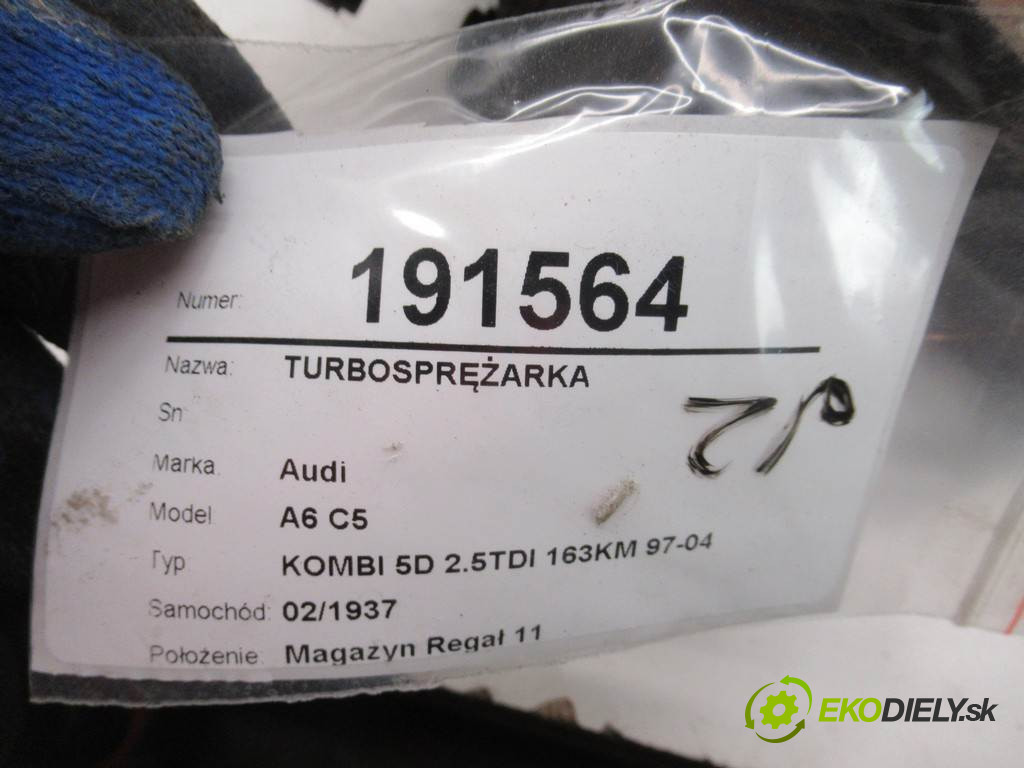 Numer: 191564
Nazwa: TURBOSPRĘŻARKA
Sn
Marka: Audi
Model A6 C5
Typ KOMBI 5D 2.5TDI 163KM 97-04
Samochód: 02/1937
Położenie: Magazyn Regał 11
EKODIELY.sk